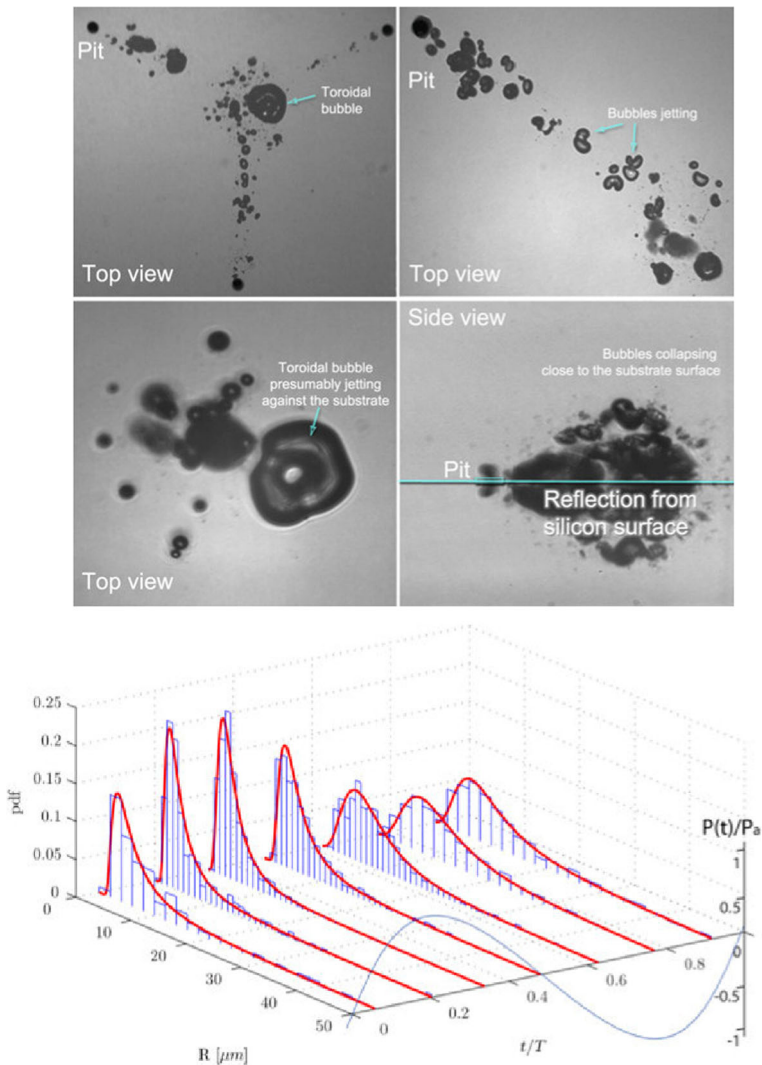 Pit
Toroidal
bubble
Top view
Pit
Bubbles jetting
Top view
Toroidal bubble
presumably jetting
against the substrate
Top view
Side view
Bubbles collapsing
close to the substrate surface
Pit
Reflection from
silicon surface
0.25
0.2
0.15
0.1
0.05
0
pdf
0
10
20
30
40
50
R [μm]
0
0.2
0.4
0.6
0.8
t/T
P(t)/Pa
1
0.5
0
-0.5
-1